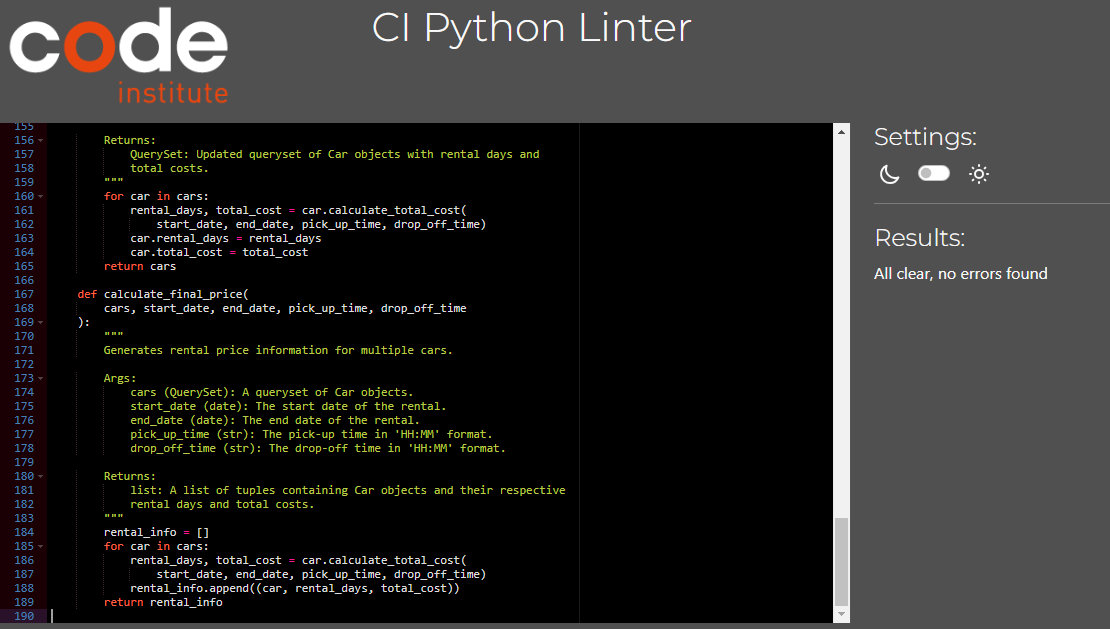 code
institute
CI Python Linter
155
156 Returns:
157 QuerySet: Updated queryset of Car objects with rental days and
158 total costs.
159 """
160 for car in cars:
161 rental_days, total_cost = car.calculate_total_cost(
162 start_date, end_date, pick_up_time, drop_off_time)
163 car.rental_days = rental_days
164 car.total_cost = total_cost
165 return cars
166
167 def calculate_final_price(
168 cars, start_date, end_date, pick_up_time, drop_off_time
169 ):
170 """
171 Generates rental price information for multiple cars.
172
173 Args:
174 cars (QuerySet): A queryset of Car objects.
175 start_date (date): The start date of the rental.
176 end_date (date): The end date of the rental.
177 pick_up_time (str): The pick-up time in 'HH:MM' format.
178 drop_off_time (str): The drop-off time in 'HH:MM' format.
179
180 Returns:
181 list: A list of tuples containing Car objects and their respective
182 rental days and total costs.
183 """
184 rental_info = []
185 for car in cars:
186 rental_days, total_cost = car.calculate_total_cost(
187 start_date, end_date, pick_up_time, drop_off_time)
188 rental_info.append((car, rental_days, total_cost))
189 return rental_info
190
Settings:
Results:
All clear, no errors found